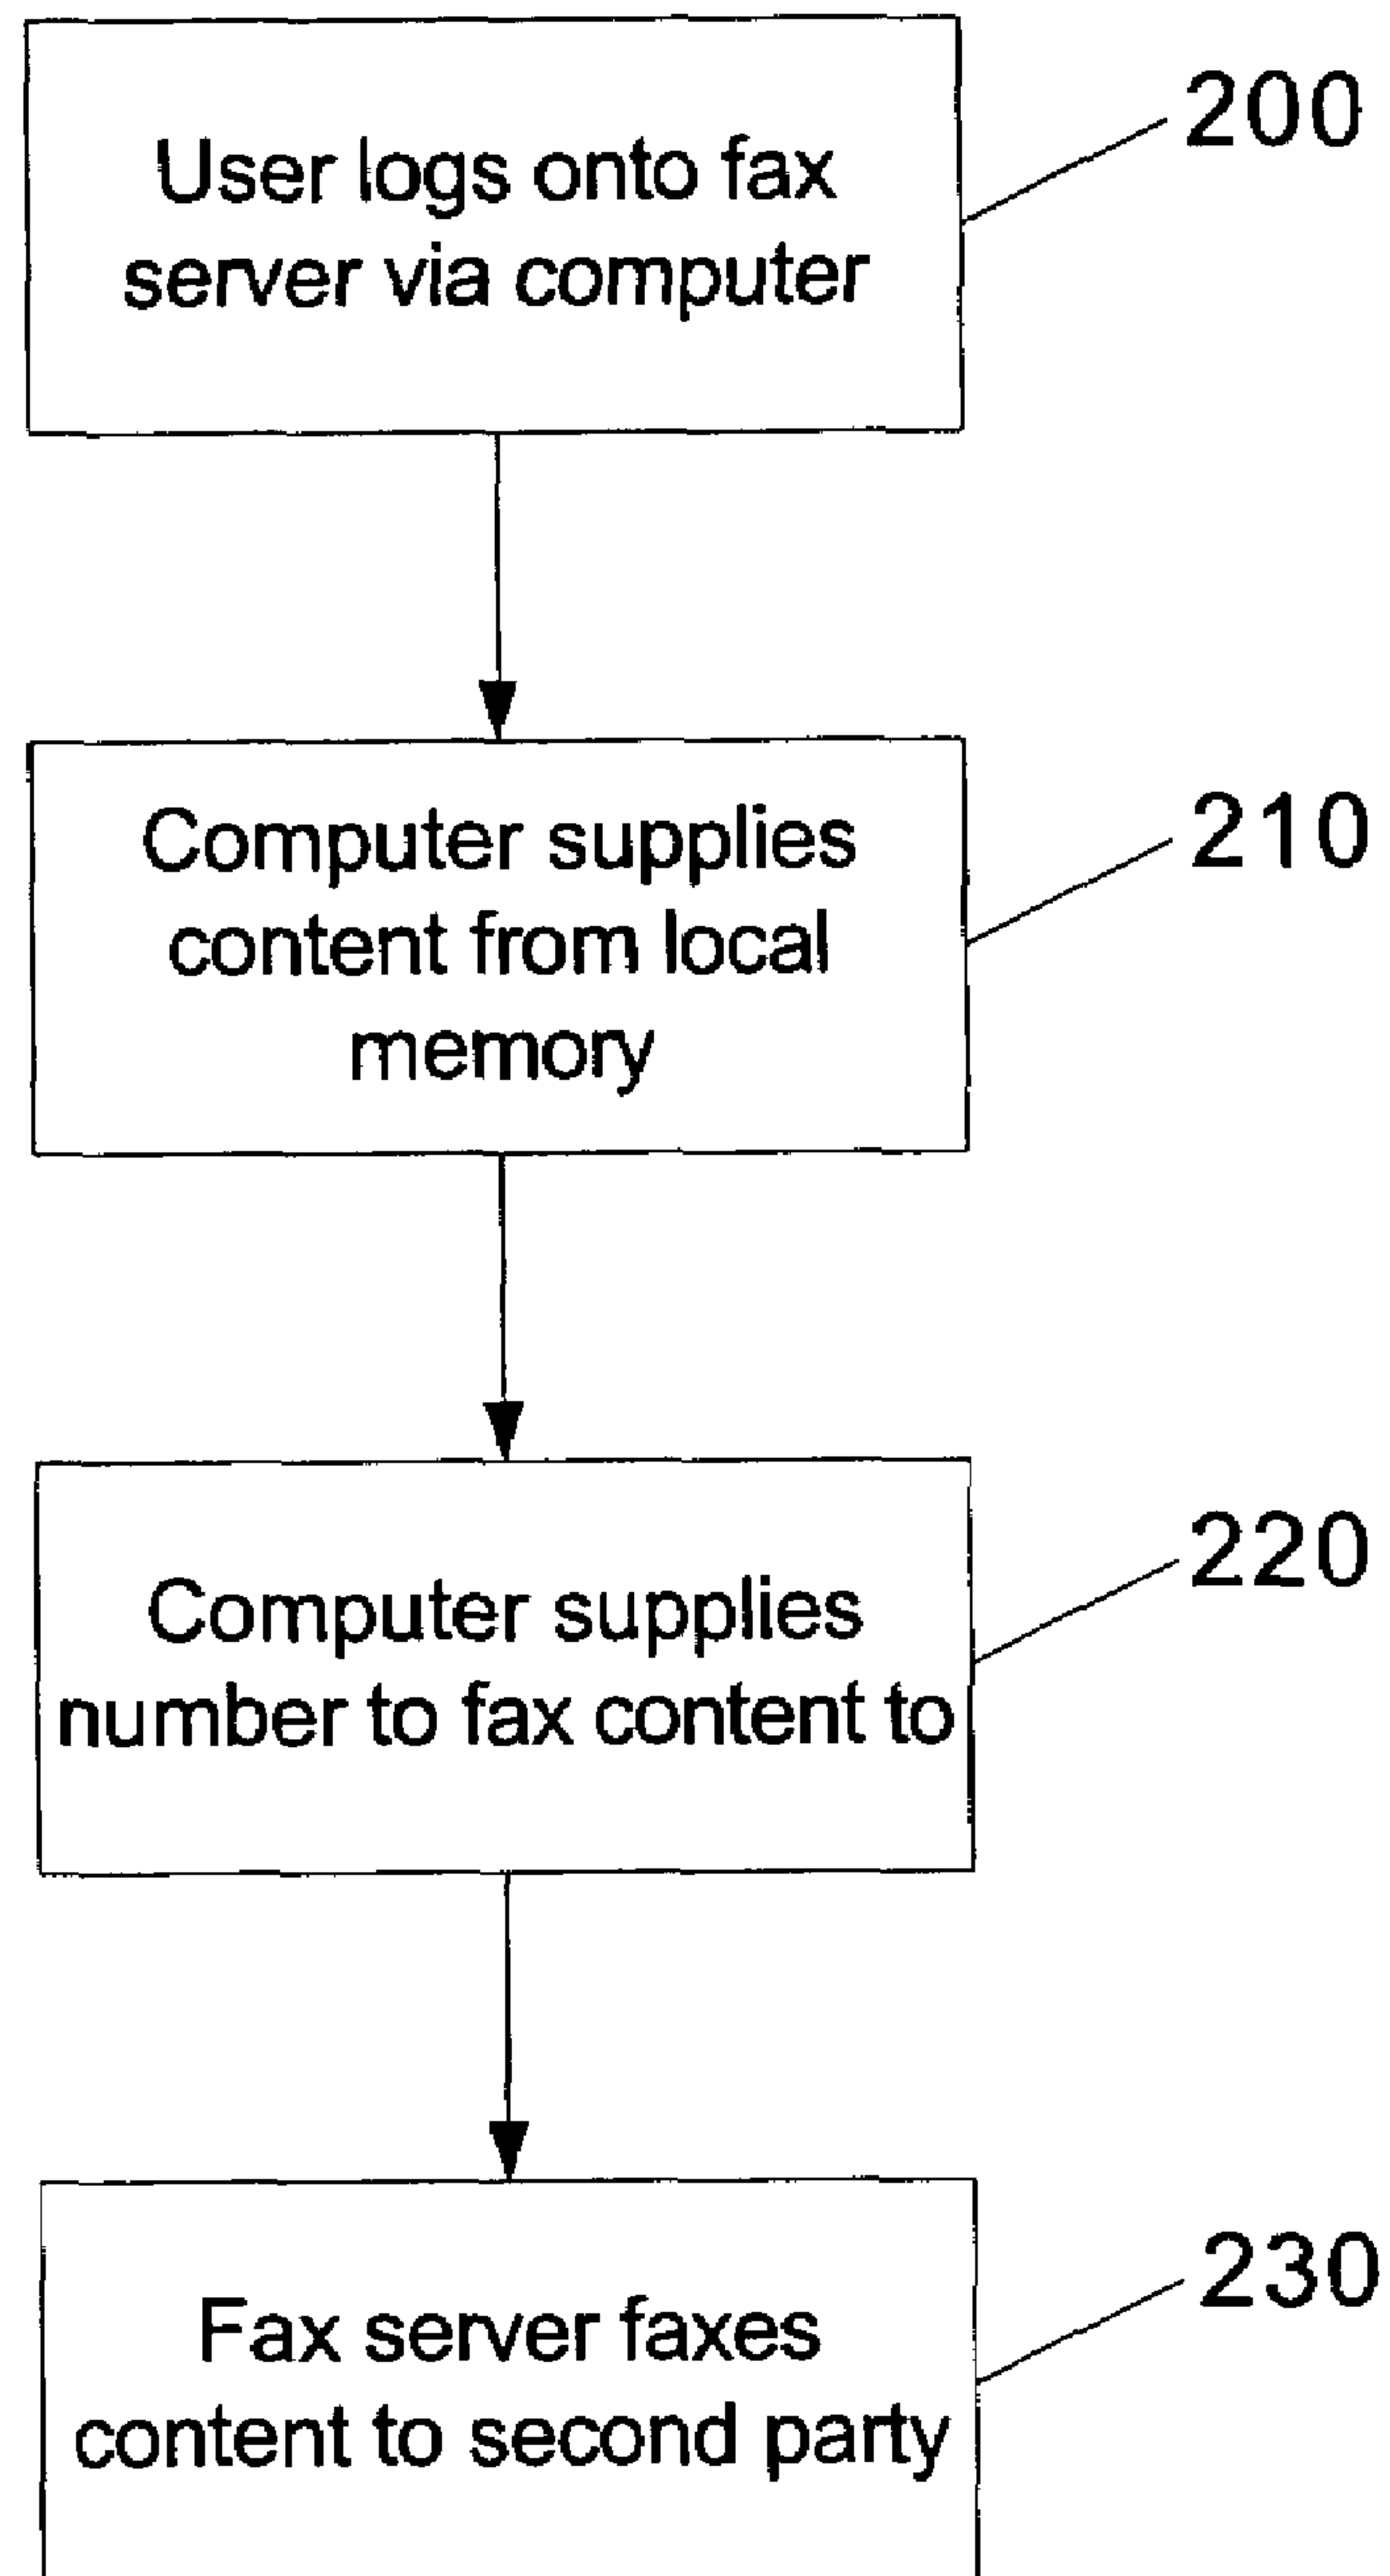 User logs onto fax
server via computer
200
Computer supplies
content from local
memory
210
Computer supplies
number to fax content to
220
Fax server faxes
content to second party
230